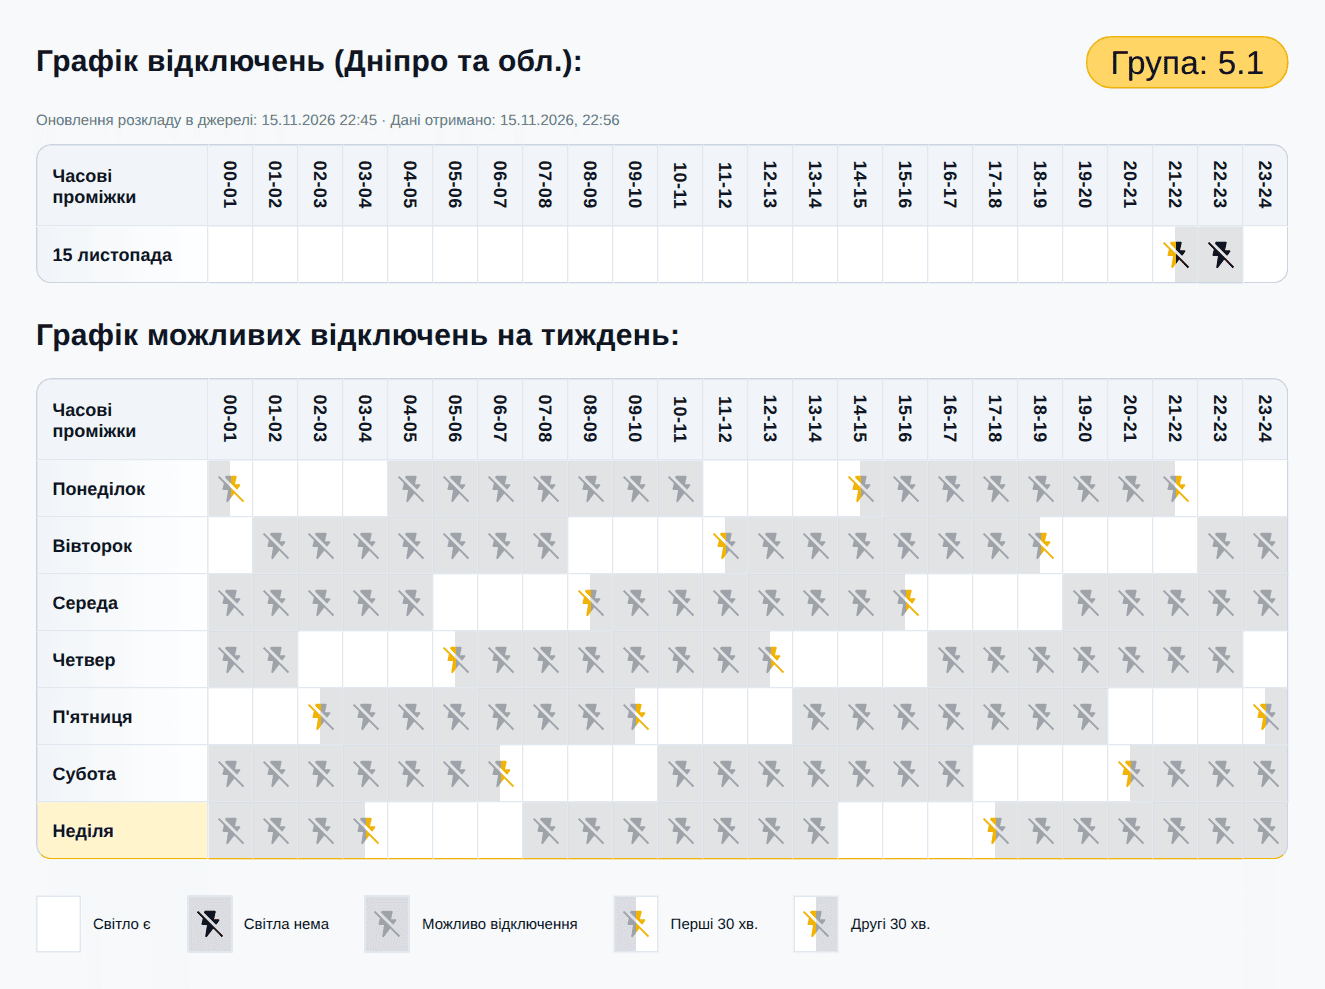 Графік відключень (Дніпро та обл.):
Група: 5.1
Оновлення розкладу в джерелі: 15.11.2026 22:45 · Дані отримано: 15.11.2026, 22:56
Часові проміжки 00-01 01-02 02-03 03-04 04-05 05-06 06-07 07-08 08-09 09-10 10-11 11-12 12-13 13-14 14-15 15-16 16-17 17-18 18-19 19-20 20-21 21-22 22-23 23-24
15 листопада
Графік можливих відключень на тиждень:
Часові проміжки 00-01 01-02 02-03 03-04 04-05 05-06 06-07 07-08 08-09 09-10 10-11 11-12 12-13 13-14 14-15 15-16 16-17 17-18 18-19 19-20 20-21 21-22 22-23 23-24
Понеділок
Вівторок
Середа
Четвер
П'ятниця
Субота
Неділя
Світло є Світла нема Можливо відключення Перші 30 хв. Другі 30 хв.